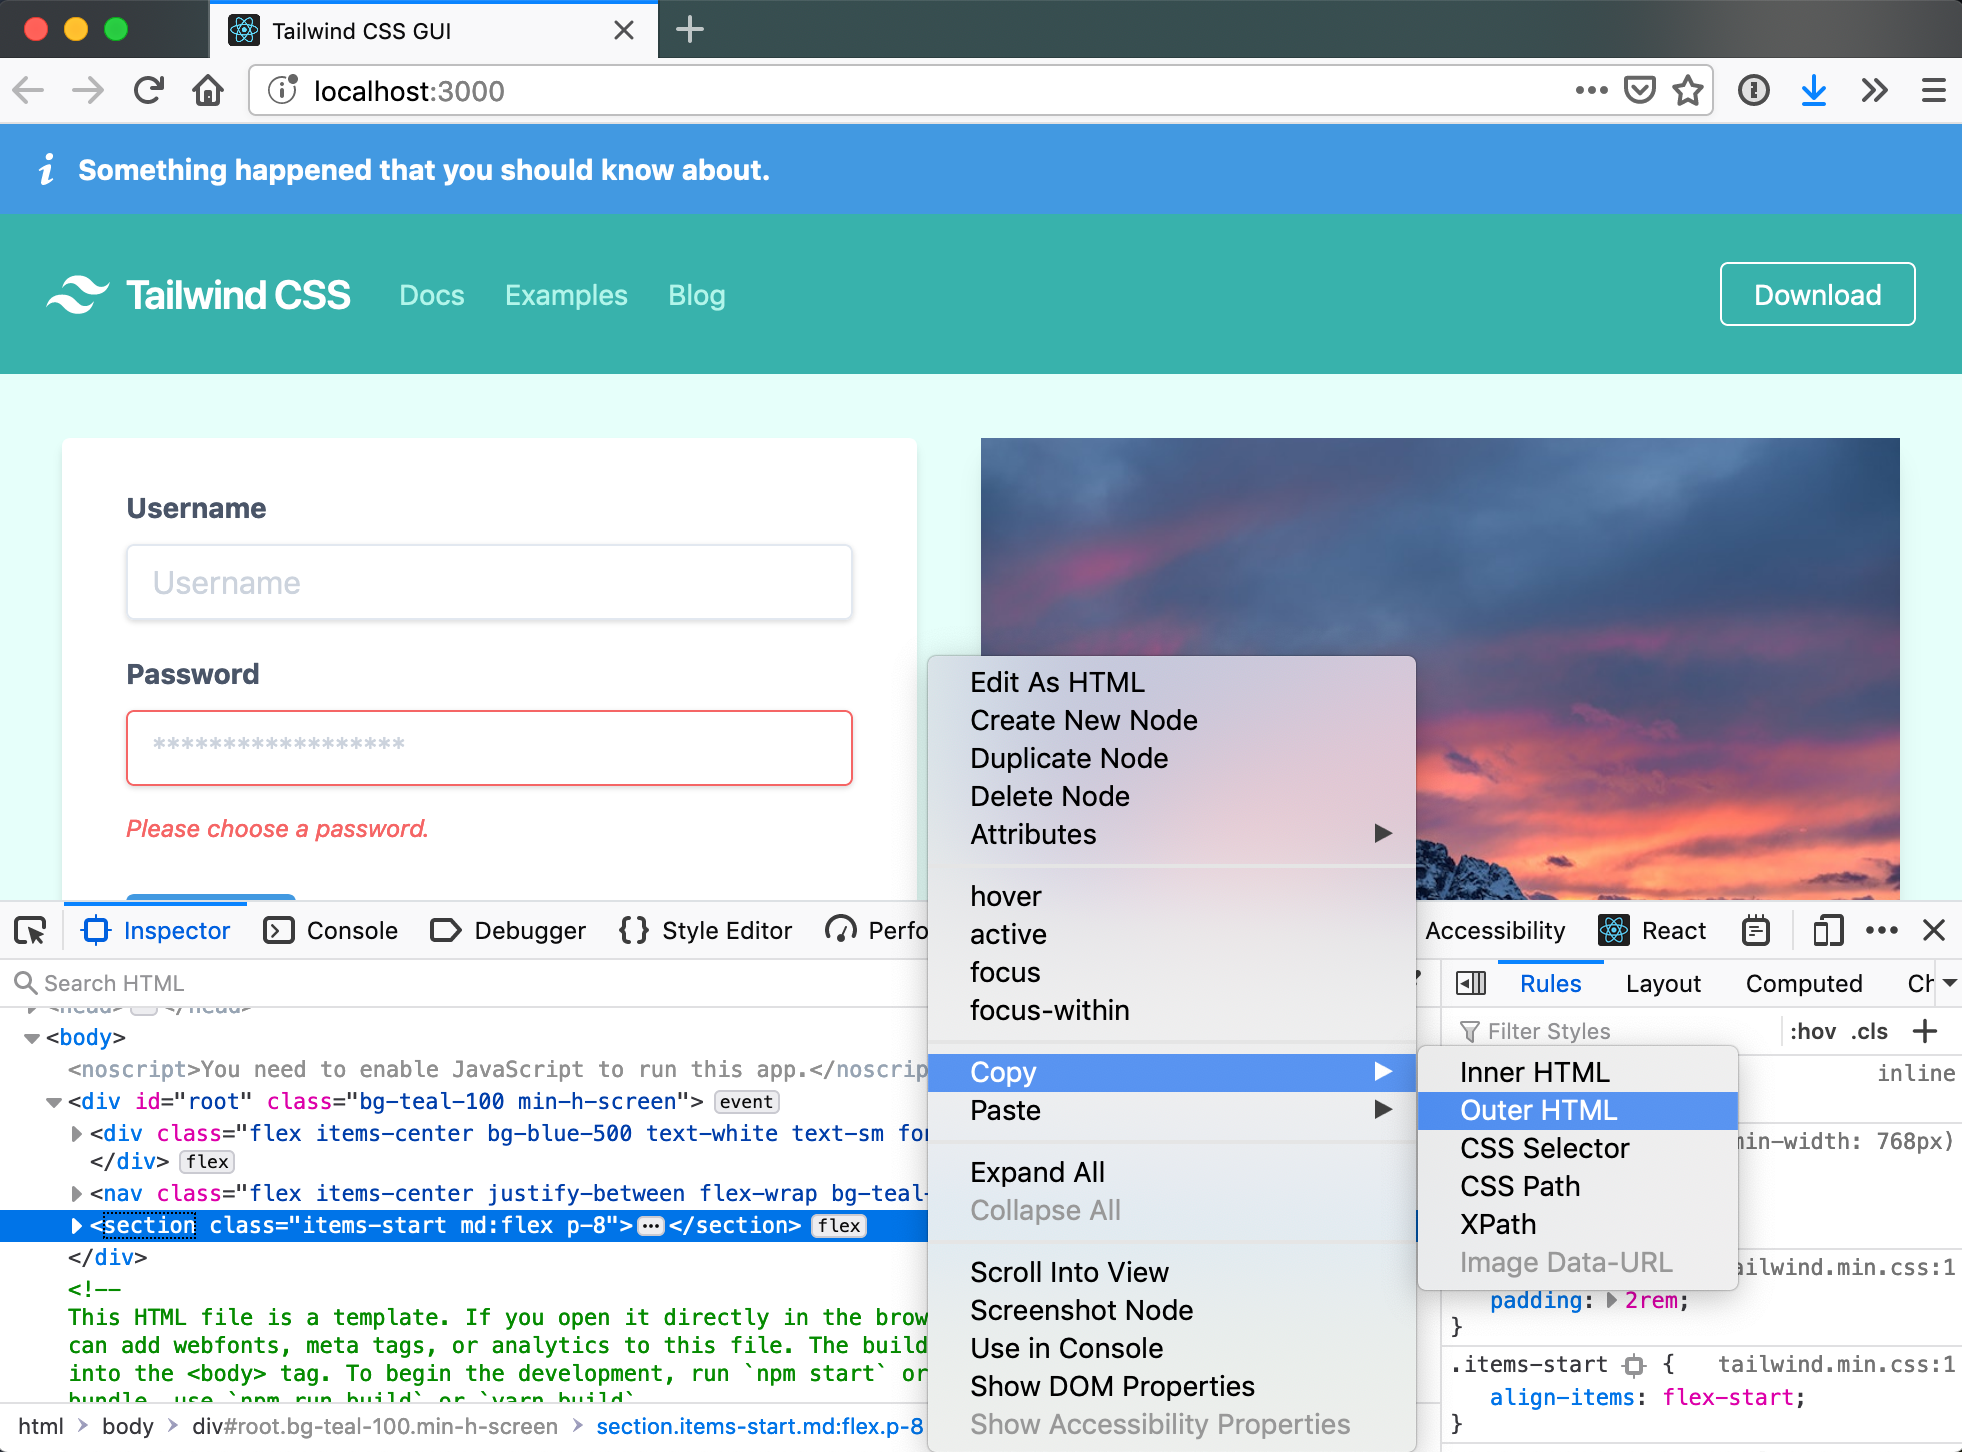 Tailwind CSS GUI
localhost:3000
Something happened that you should know about.
Tailwind CSS
Docs
Examples
Blog
Download
Username
Username
Password
******************
Please choose a password.
Edit As HTML
Create New Node
Duplicate Node
Delete Node
Attributes
hover
active
focus
focus-within
Copy
Paste
Expand All
Collapse All
Scroll Into View
Screenshot Node
Use in Console
Show DOM Properties
Show Accessibility Properties
Inner HTML
Outer HTML
CSS Selector
CSS Path
XPath
Image Data-URL
Inspector
Console
Debugger
Style Editor
Perfo
Accessibility
React
Search HTML
<head> </head>
<body>
<noscript>You need to enable JavaScript to run this app.</noscrip
<div id="root" class="bg-teal-100 min-h-screen"> event
<div class="flex items-center bg-blue-500 text-white text-sm fo
</div> flex
<nav class="flex items-center justify-between flex-wrap bg-teal-
<section class="items-start md:flex p-8"> </section> flex
</div>
<!--
This HTML file is a template. If you open it directly in the brow
can add webfonts, meta tags, or analytics to this file. The build
into the <body> tag. To begin the development, run `npm start` or
bundle, use `npm run build` or `yarn build`
html
body
div#root.bg-teal-100.min-h-screen
section.items-start.md:flex.p-8
Rules
Layout
Computed
Ch
Filter Styles
:hov
.cls
inline
min-width: 768px)
ailwind.min.css:1
padding: 2rem;
}
.items-start { tailwind.min.css:1
align-items: flex-start;
}